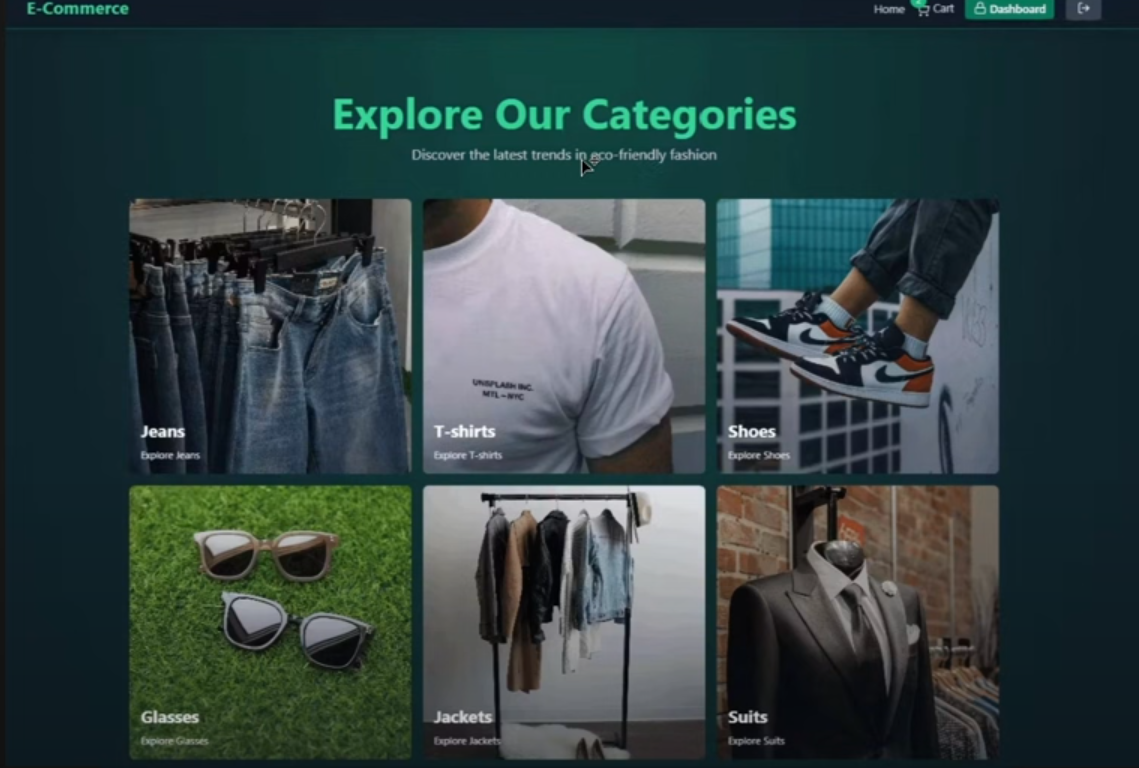 E-Commerce
Home Cart Dashboard
Explore Our Categories
Discover the latest trends in eco-friendly fashion
UNSPLASH INC.
MTL–NYC
Jeans
Explore Jeans
T-shirts
Explore T-shirts
Shoes
Explore Shoes
Glasses
Explore Glasses
Jackets
Explore Jackets
Suits
Explore Suits